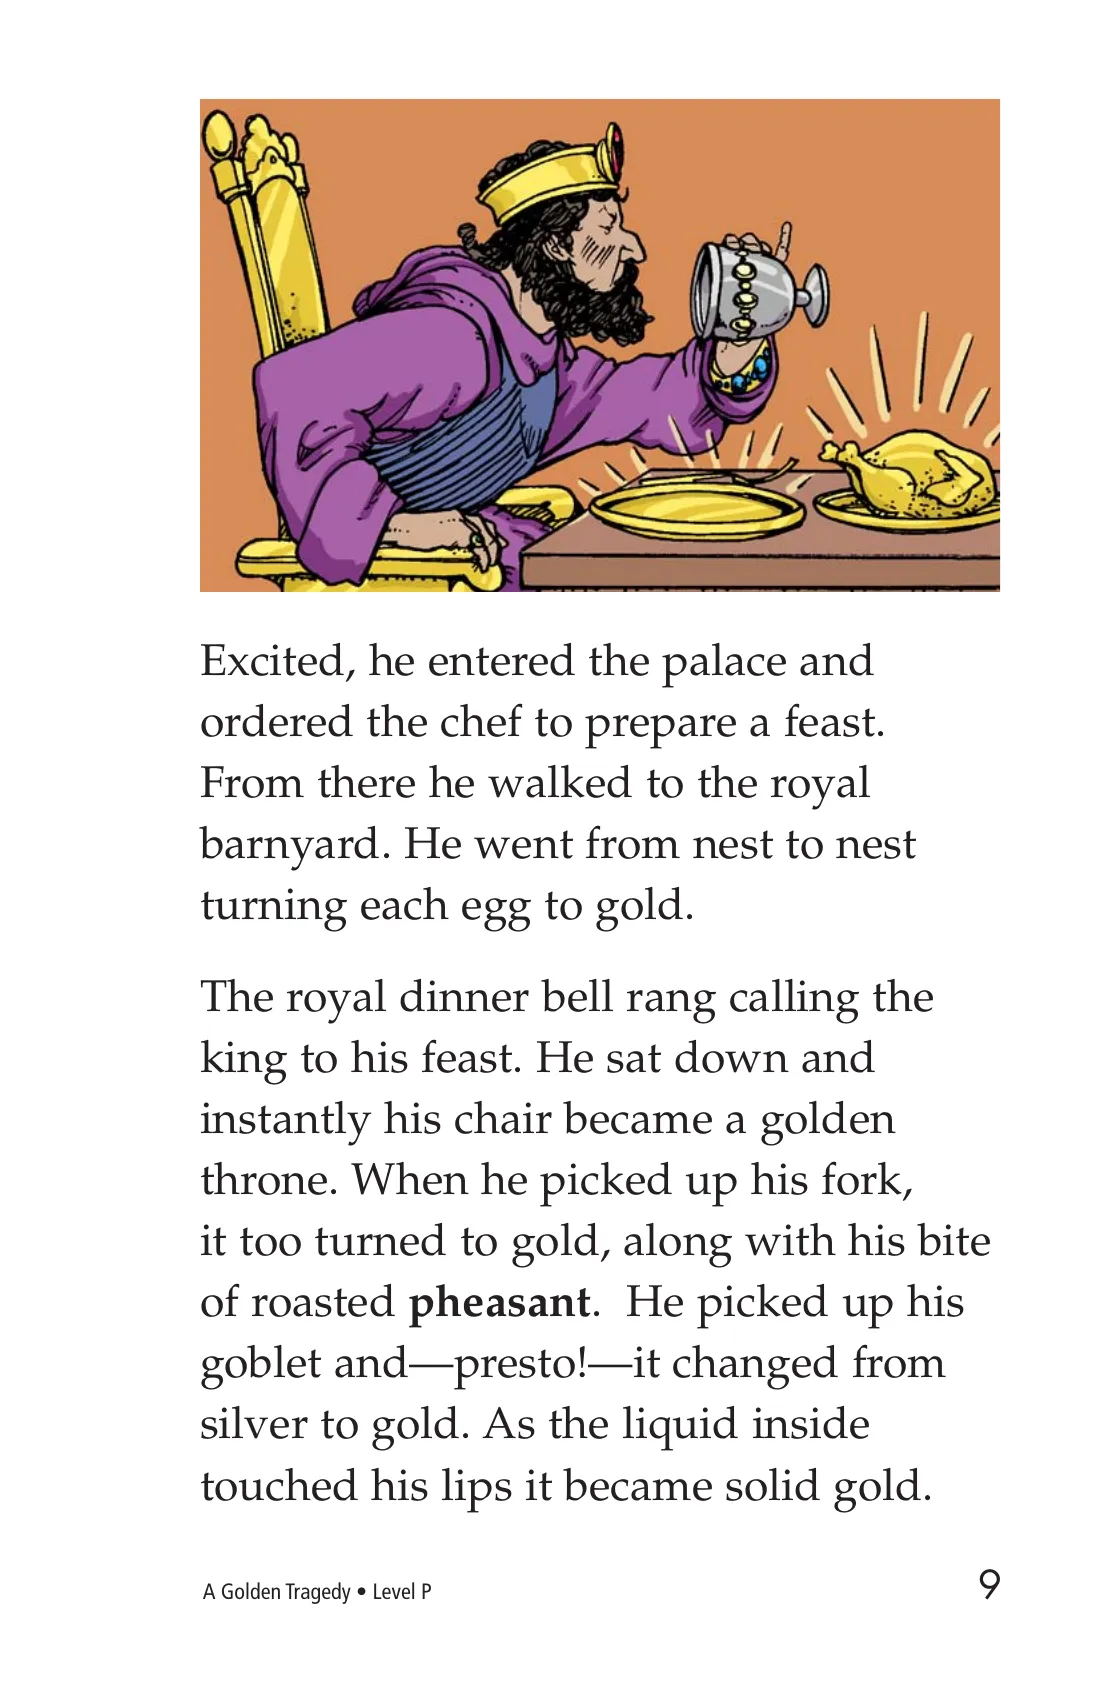 Excited, he entered the palace and
ordered the chef to prepare a feast.
From there he walked to the royal
barnyard. He went from nest to nest
turning each egg to gold.
The royal dinner bell rang calling the
king to his feast. He sat down and
instantly his chair became a golden
throne. When he picked up his fork,
it too turned to gold, along with his bite
of roasted pheasant.  He picked up his
goblet and—presto!—it changed from
silver to gold. As the liquid inside
touched his lips it became solid gold.
A Golden Tragedy • Level P
9